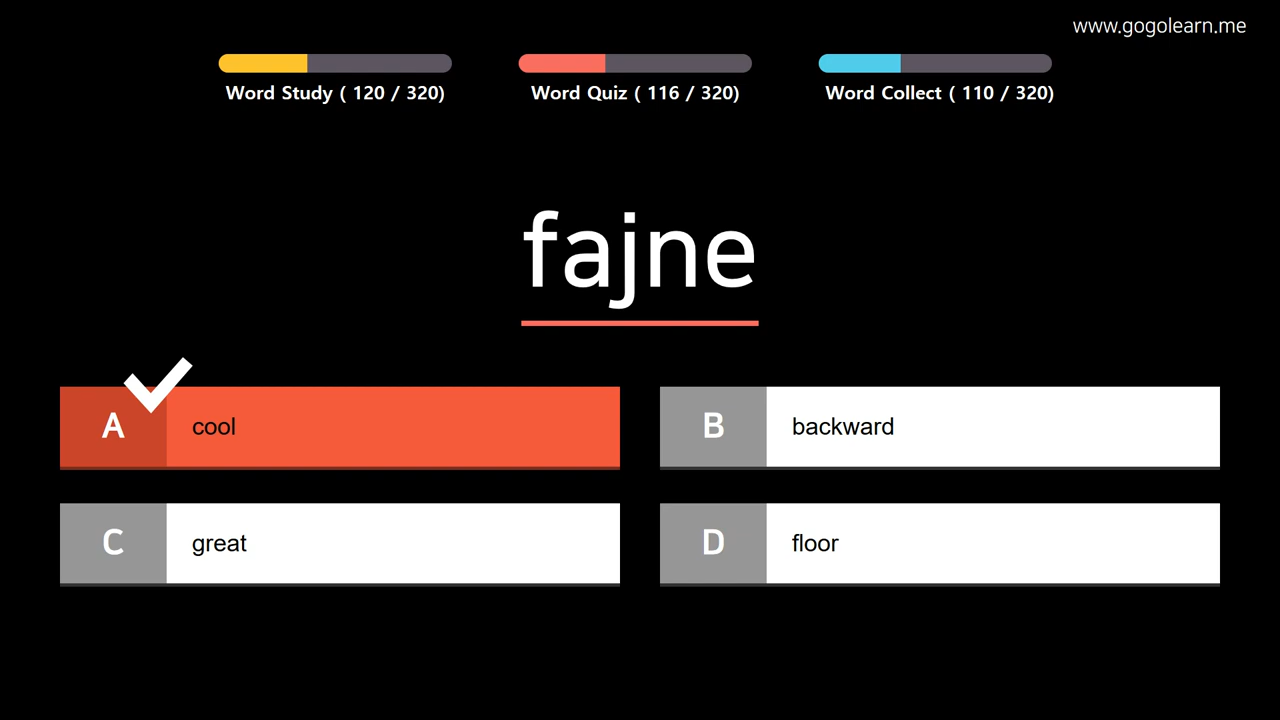 www.gogolearn.me
Word Study ( 120 / 320)
Word Quiz ( 116 / 320)
Word Collect ( 110 / 320)
fajne
A cool
B backward
C great
D floor